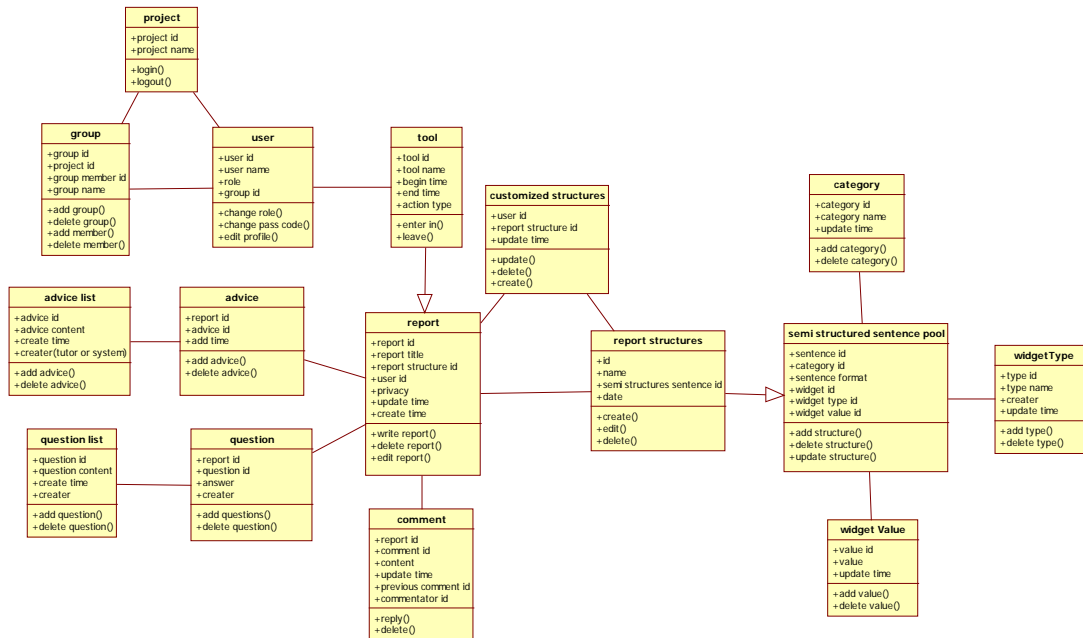 project
+project id
+project name
+login()
+logout()
group
+group id
+project id
+group member id
+group name
+add group()
+delete group()
+add member()
+delete member()
user
+user id
+user name
+role
+group id
+change role()
+change pass code()
+edit profile()
tool
+tool id
+tool name
+begin time
+end time
+action type
+enter in()
+leave()
customized structures
+user id
+report structure id
+update time
+update()
+delete()
+create()
category
+category id
+category name
+update time
+add category()
+delete category()
advice list
+advice id
+advice content
+create time
+creater(tutor or system)
+add advice()
+delete advice()
advice
+report id
+advice id
+add time
+add advice()
+delete advice()
report
+report id
+report title
+report structure id
+user id
+privacy
+update time
+create time
+write report()
+delete report()
+edit report()
report structures
+id
+name
+semi structures sentence id
+date
+create()
+edit()
+delete()
semi structured sentence pool
+sentence id
+category id
+sentence format
+widget id
+widget type id
+widget value id
+add structure()
+delete structure()
+update structure()
widgetType
+type id
+type name
+creater
+update time
+add type()
+delete type()
question list
+question id
+question content
+create time
+creater
+add question()
+delete question()
question
+report id
+question id
+answer
+creater
+add questions()
+delete question()
comment
+report id
+comment id
+content
+update time
+previous comment id
+commentator id
+reply()
+delete()
widget Value
+value id
+value
+update time
+add value()
+delete value()